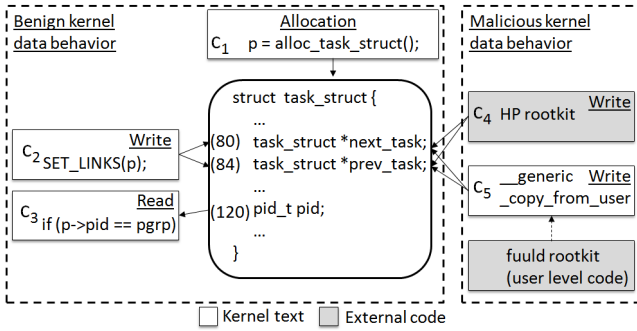 Benign kernel
data behavior
Allocation
C1 p = alloc_task_struct();
Malicious kernel
data behavior
struct task_struct {
...
(80) task_struct *next_task;
(84) task_struct *prev_task;
...
(120) pid_t pid;
...
}
Write
C2 SET_LINKS(p);
Read
C3 if (p->pid == pgrp)
Write
C4 HP rootkit
C5 __generic Write
_copy_from_user
fuuld rootkit
(user level code)
Kernel text
External code